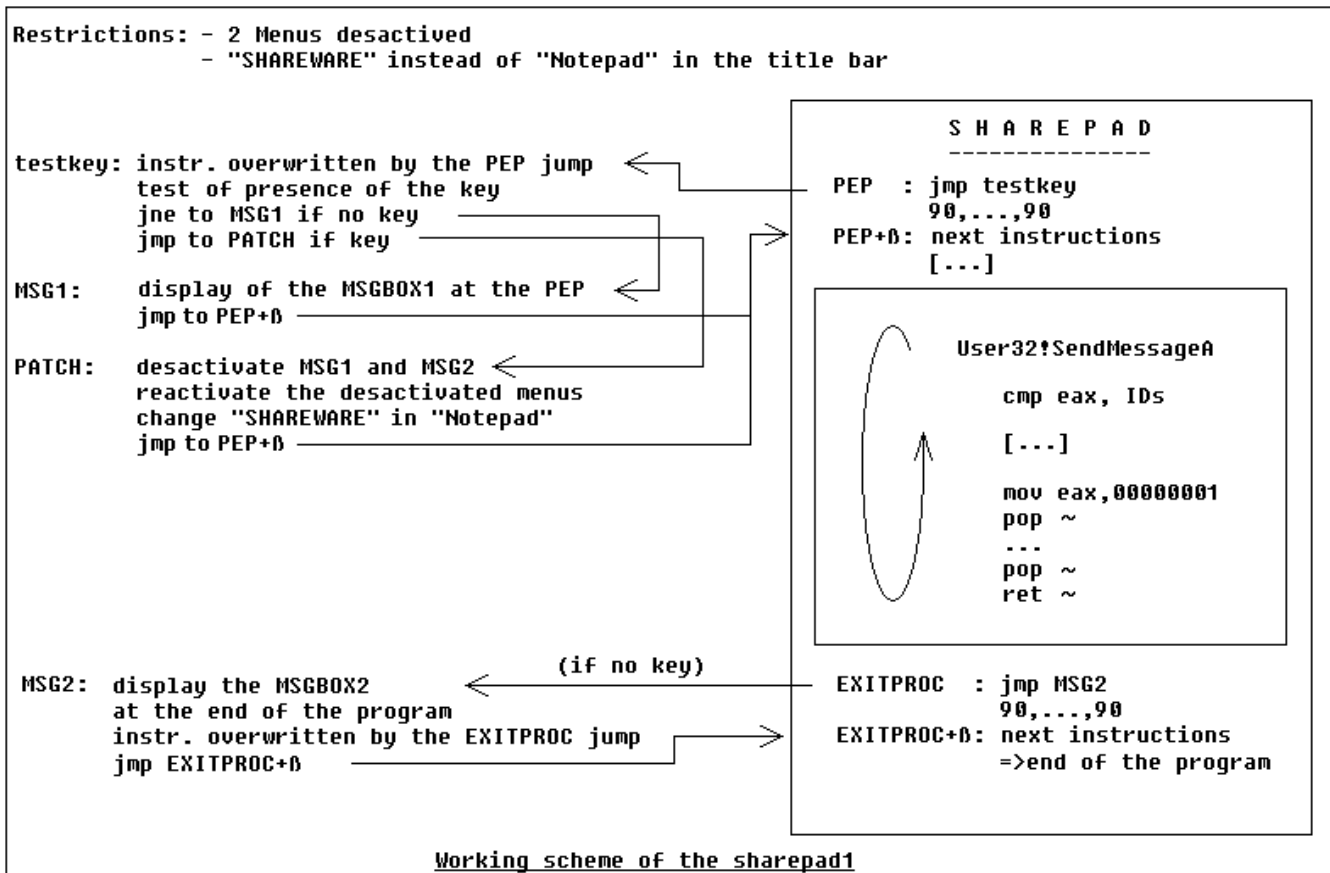 Restrictions: - 2 Menus desactived
- "SHAREWARE" instead of "Notepad" in the title bar
testkey: instr. overwritten by the PEP jump
test of presence of the key
jne to MSG1 if no key
jmp to PATCH if key
MSG1: display of the MSGBOX1 at the PEP
jmp to PEP+ß
PATCH: desactivate MSG1 and MSG2
reactivate the desactivated menus
change "SHAREWARE" in "Notepad"
jmp to PEP+ß
MSG2: display the MSGBOX2
at the end of the program
instr. overwritten by the EXITPROC jump
jmp EXITPROC+ß
(if no key)
S H A R E P A D
---------------
PEP : jmp testkey
90,...,90
PEP+ß: next instructions
[...]
User32!SendMessageA
cmp eax, IDs
[...]
mov eax,00000001
pop ~
...
pop ~
ret ~
EXITPROC : jmp MSG2
90,...,90
EXITPROC+ß: next instructions
=>end of the program
Working scheme of the sharepad1